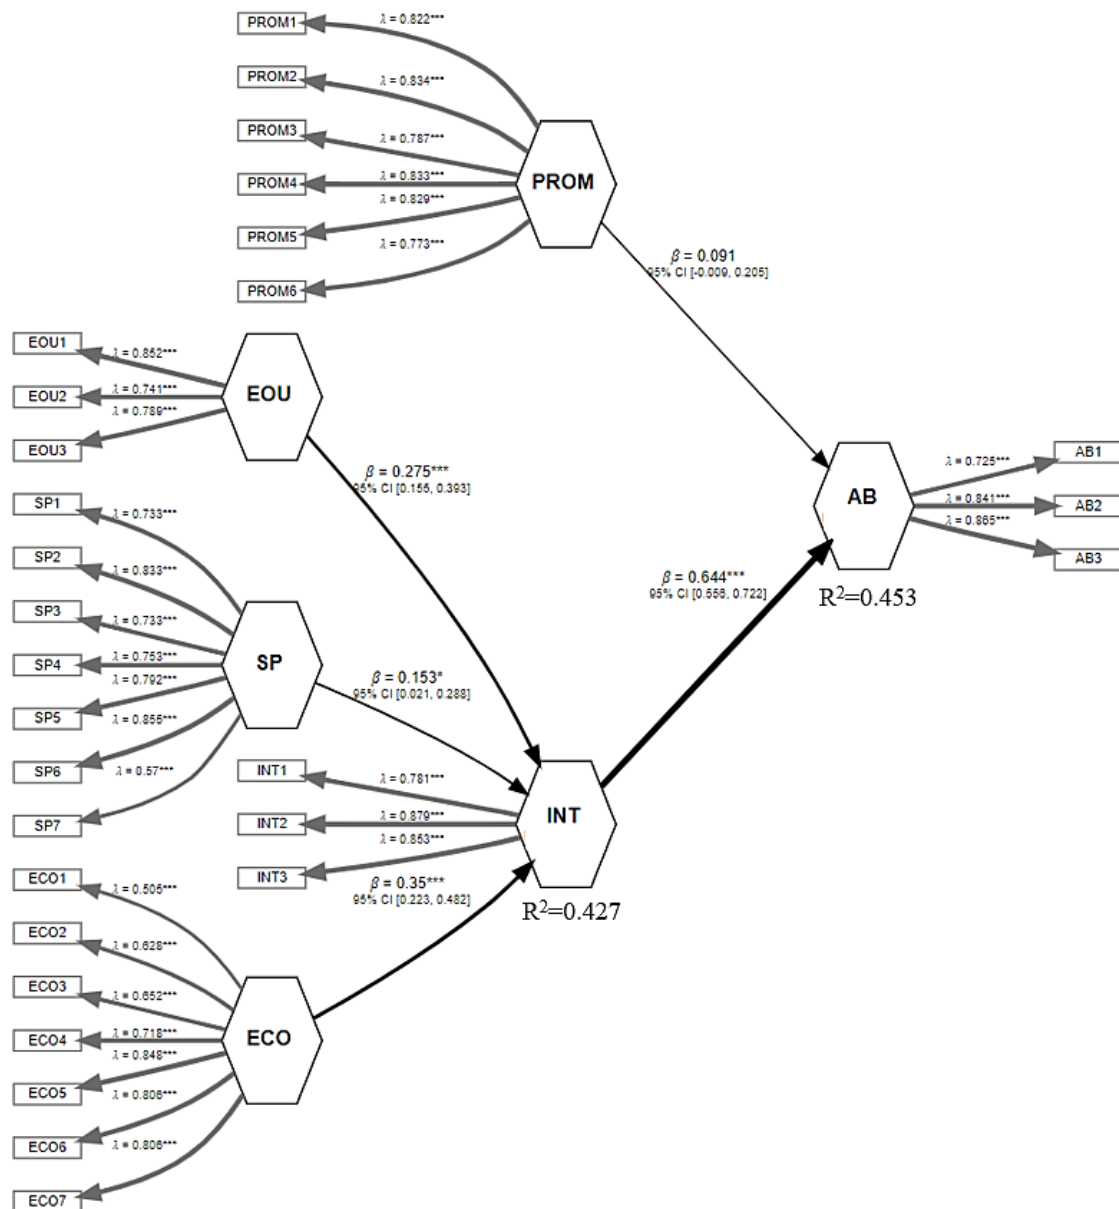 PROM1
λ = 0.822***
PROM2
λ = 0.834***
PROM3
λ = 0.787***
PROM4
λ = 0.833***
PROM5
λ = 0.829***
PROM6
λ = 0.773***
PROM
β = 0.091
95% CI [-0.009, 0.205]
EOU1
λ = 0.852***
EOU2
λ = 0.741***
EOU3
λ = 0.789***
EOU
β = 0.275***
95% CI [0.155, 0.393]
AB
R²=0.453
AB1
λ = 0.725***
AB2
λ = 0.841***
AB3
λ = 0.865***
SP1
λ = 0.733***
SP2
λ = 0.833***
SP3
λ = 0.733***
SP4
λ = 0.753***
SP5
λ = 0.792***
SP6
λ = 0.855***
SP7
λ = 0.57***
SP
β = 0.153*
95% CI [0.021, 0.288]
β = 0.644***
95% CI [0.556, 0.722]
INT1
λ = 0.781***
INT2
λ = 0.879***
INT3
λ = 0.853***
INT
R²=0.427
β = 0.35***
95% CI [0.223, 0.482]
ECO1
λ = 0.505***
ECO2
λ = 0.628***
ECO3
λ = 0.652***
ECO4
λ = 0.718***
ECO5
λ = 0.848***
ECO6
λ = 0.806***
ECO7
λ = 0.806***
ECO